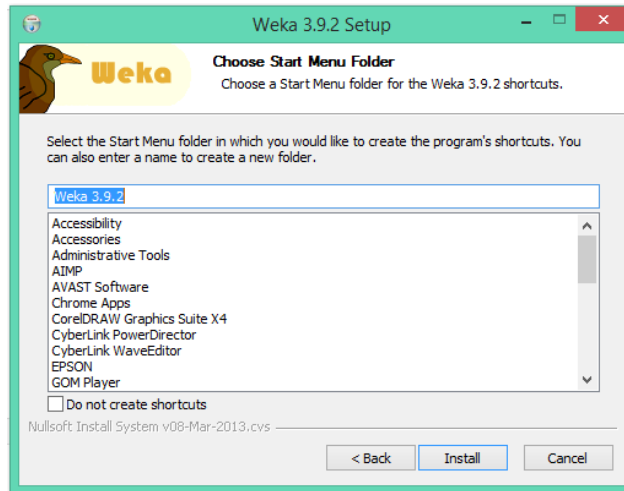 Weka 3.9.2 Setup
Weka
Choose Start Menu Folder
Choose a Start Menu folder for the Weka 3.9.2 shortcuts.
Select the Start Menu folder in which you would like to create the program's shortcuts. You
can also enter a name to create a new folder.
Weka 3.9.2
Accessibility
Accessories
Administrative Tools
AIMP
AVAST Software
Chrome Apps
CorelDRAW Graphics Suite X4
CyberLink PowerDirector
CyberLink WaveEditor
EPSON
GOM Player
Do not create shortcuts
Nullsoft Install System v08-Mar-2013.cvs
< Back Install Cancel